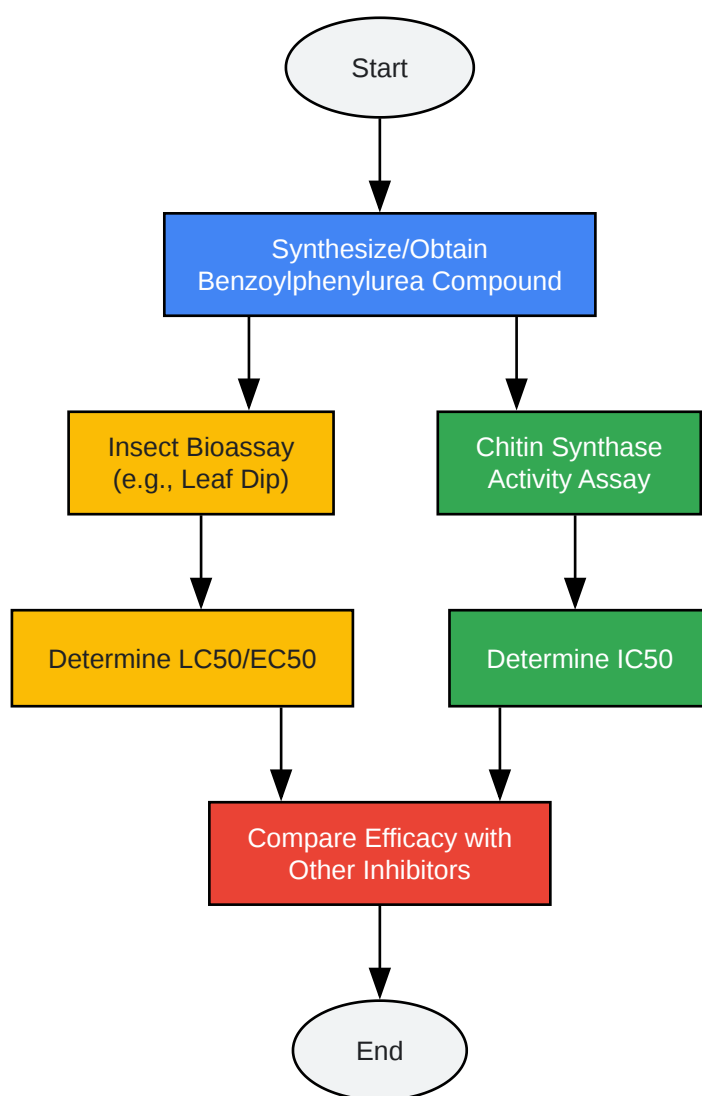 Start
Synthesize/Obtain
Benzoylphenylurea Compound
Insect Bioassay
(e.g., Leaf Dip)
Chitin Synthase
Activity Assay
Determine LC50/EC50
Determine IC50
Compare Efficacy with
Other Inhibitors
End